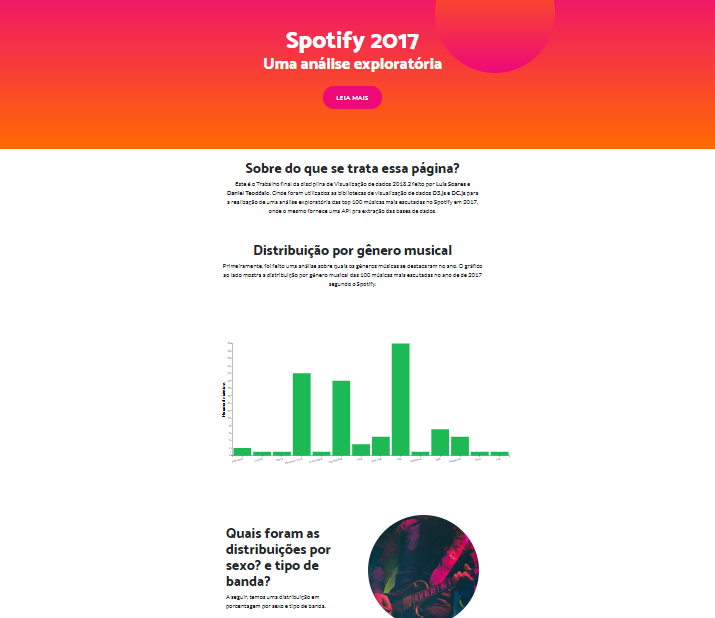 Spotify 2017
Uma análise exploratória
LEIA MAIS
Sobre do que se trata essa página?
Este é o Trabalho final da disciplina de Visualização de dados 2018.2 feito por Luis Soares e
Daniel Teodósio. Onde foram utilizados as bibliotecas de visualização de dados D3.js e DC.js para
a realização de uma análise exploratória das top 100 músicas mais escutadas no Spotify em 2017,
onde o mesmo fornece uma API pra extração das bases de dados.
Distribuição por gênero musical
Primeiramente, foi feito uma análise sobre quais os gêneros músicas se destacaram no ano. O gráfico
ao lado mostra a distribuição por gênero musical das 100 músicas mais escutadas no ano de de 2017
segundo o Spotify.
Quais foram as
distribuições por
sexo? e tipo de
banda?
A seguir, temos uma distribuição em
porcentagem por sexo e tipo de banda.